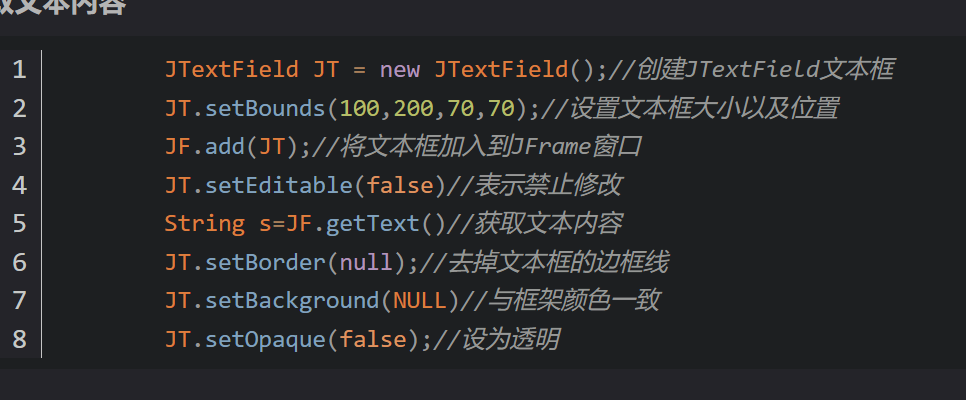 取文本内容
1 JTextField JT = new JTextField();//创建JTextField文本框
2 JT.setBounds(100,200,70,70);//设置文本框大小以及位置
3 JF.add(JT);//将文本框加入到JFrame窗口
4 JT.setEditable(false)//表示禁止修改
5 String s=JF.getText()//获取文本内容
6 JT.setBorder(null);//去掉文本框的边框线
7 JT.setBackground(NULL)//与框架颜色一致
8 JT.setOpaque(false);//设为透明